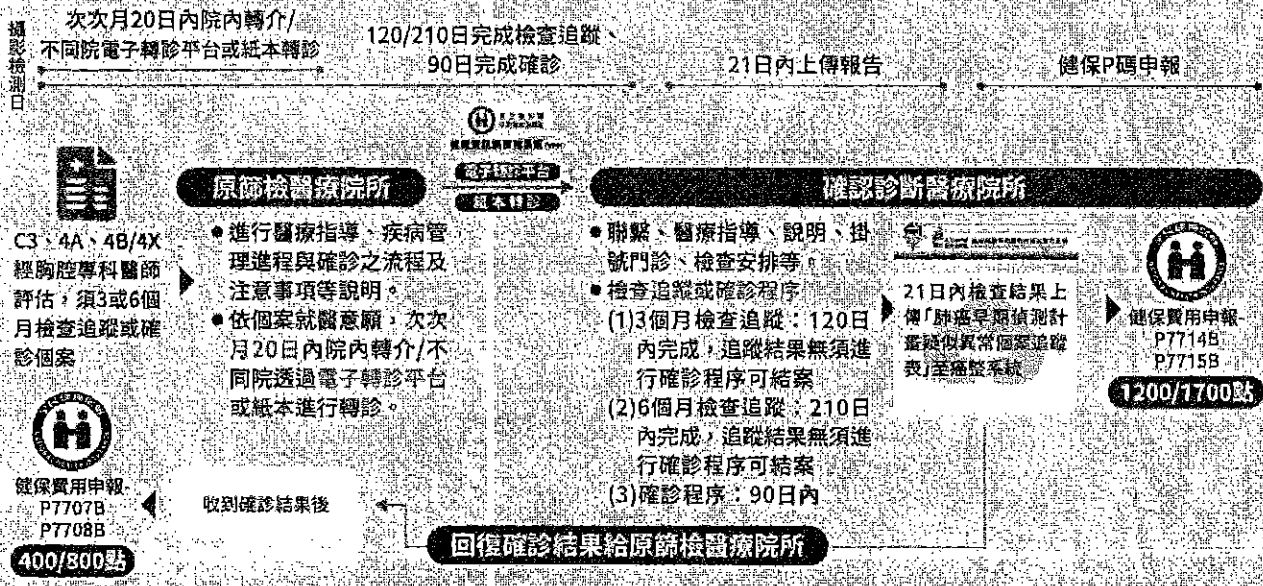 攝影檢測日
次次月20日內院內轉介/
不同院電子轉診平台或紙本轉診
120/210日完成檢查追蹤、
90日完成確診
21日內上傳報告
健保P碼申報
電子轉診平台
紙本轉診
原篩檢醫療院所
確認診斷醫療院所
C3、4A、4B/4X
經胸腔專科醫師
評估,須3或6個
月檢查追蹤或確
診個案
●進行醫療指導、疾病管
理進程與確診之流程及
注意事項等說明。
●依個案就醫意願,次次
月20日內院內轉介/不
同院透過電子轉診平台
或紙本進行轉診。
●聯繫、醫療指導、說明、掛
號門診、檢查安排等。
●檢查追蹤或確診程序
(1)3個月檢查追蹤:120日
內完成,追蹤結果無須進
行確診程序可結案
(2)6個月檢查追蹤:210日
內完成,追蹤結果無須進
行確診程序可結案
(3)確診程序:90日內
21日內檢查結果上
傳「肺癌早期偵測計
畫疑似異常個案追蹤
表」至癌整系統
健保費用申報-
P7714B
P7715B
1200/1700點
健保費用申報-
P7707B
P7708B
400/800點
收到確診結果後
回復確診結果給原篩檢醫療院所